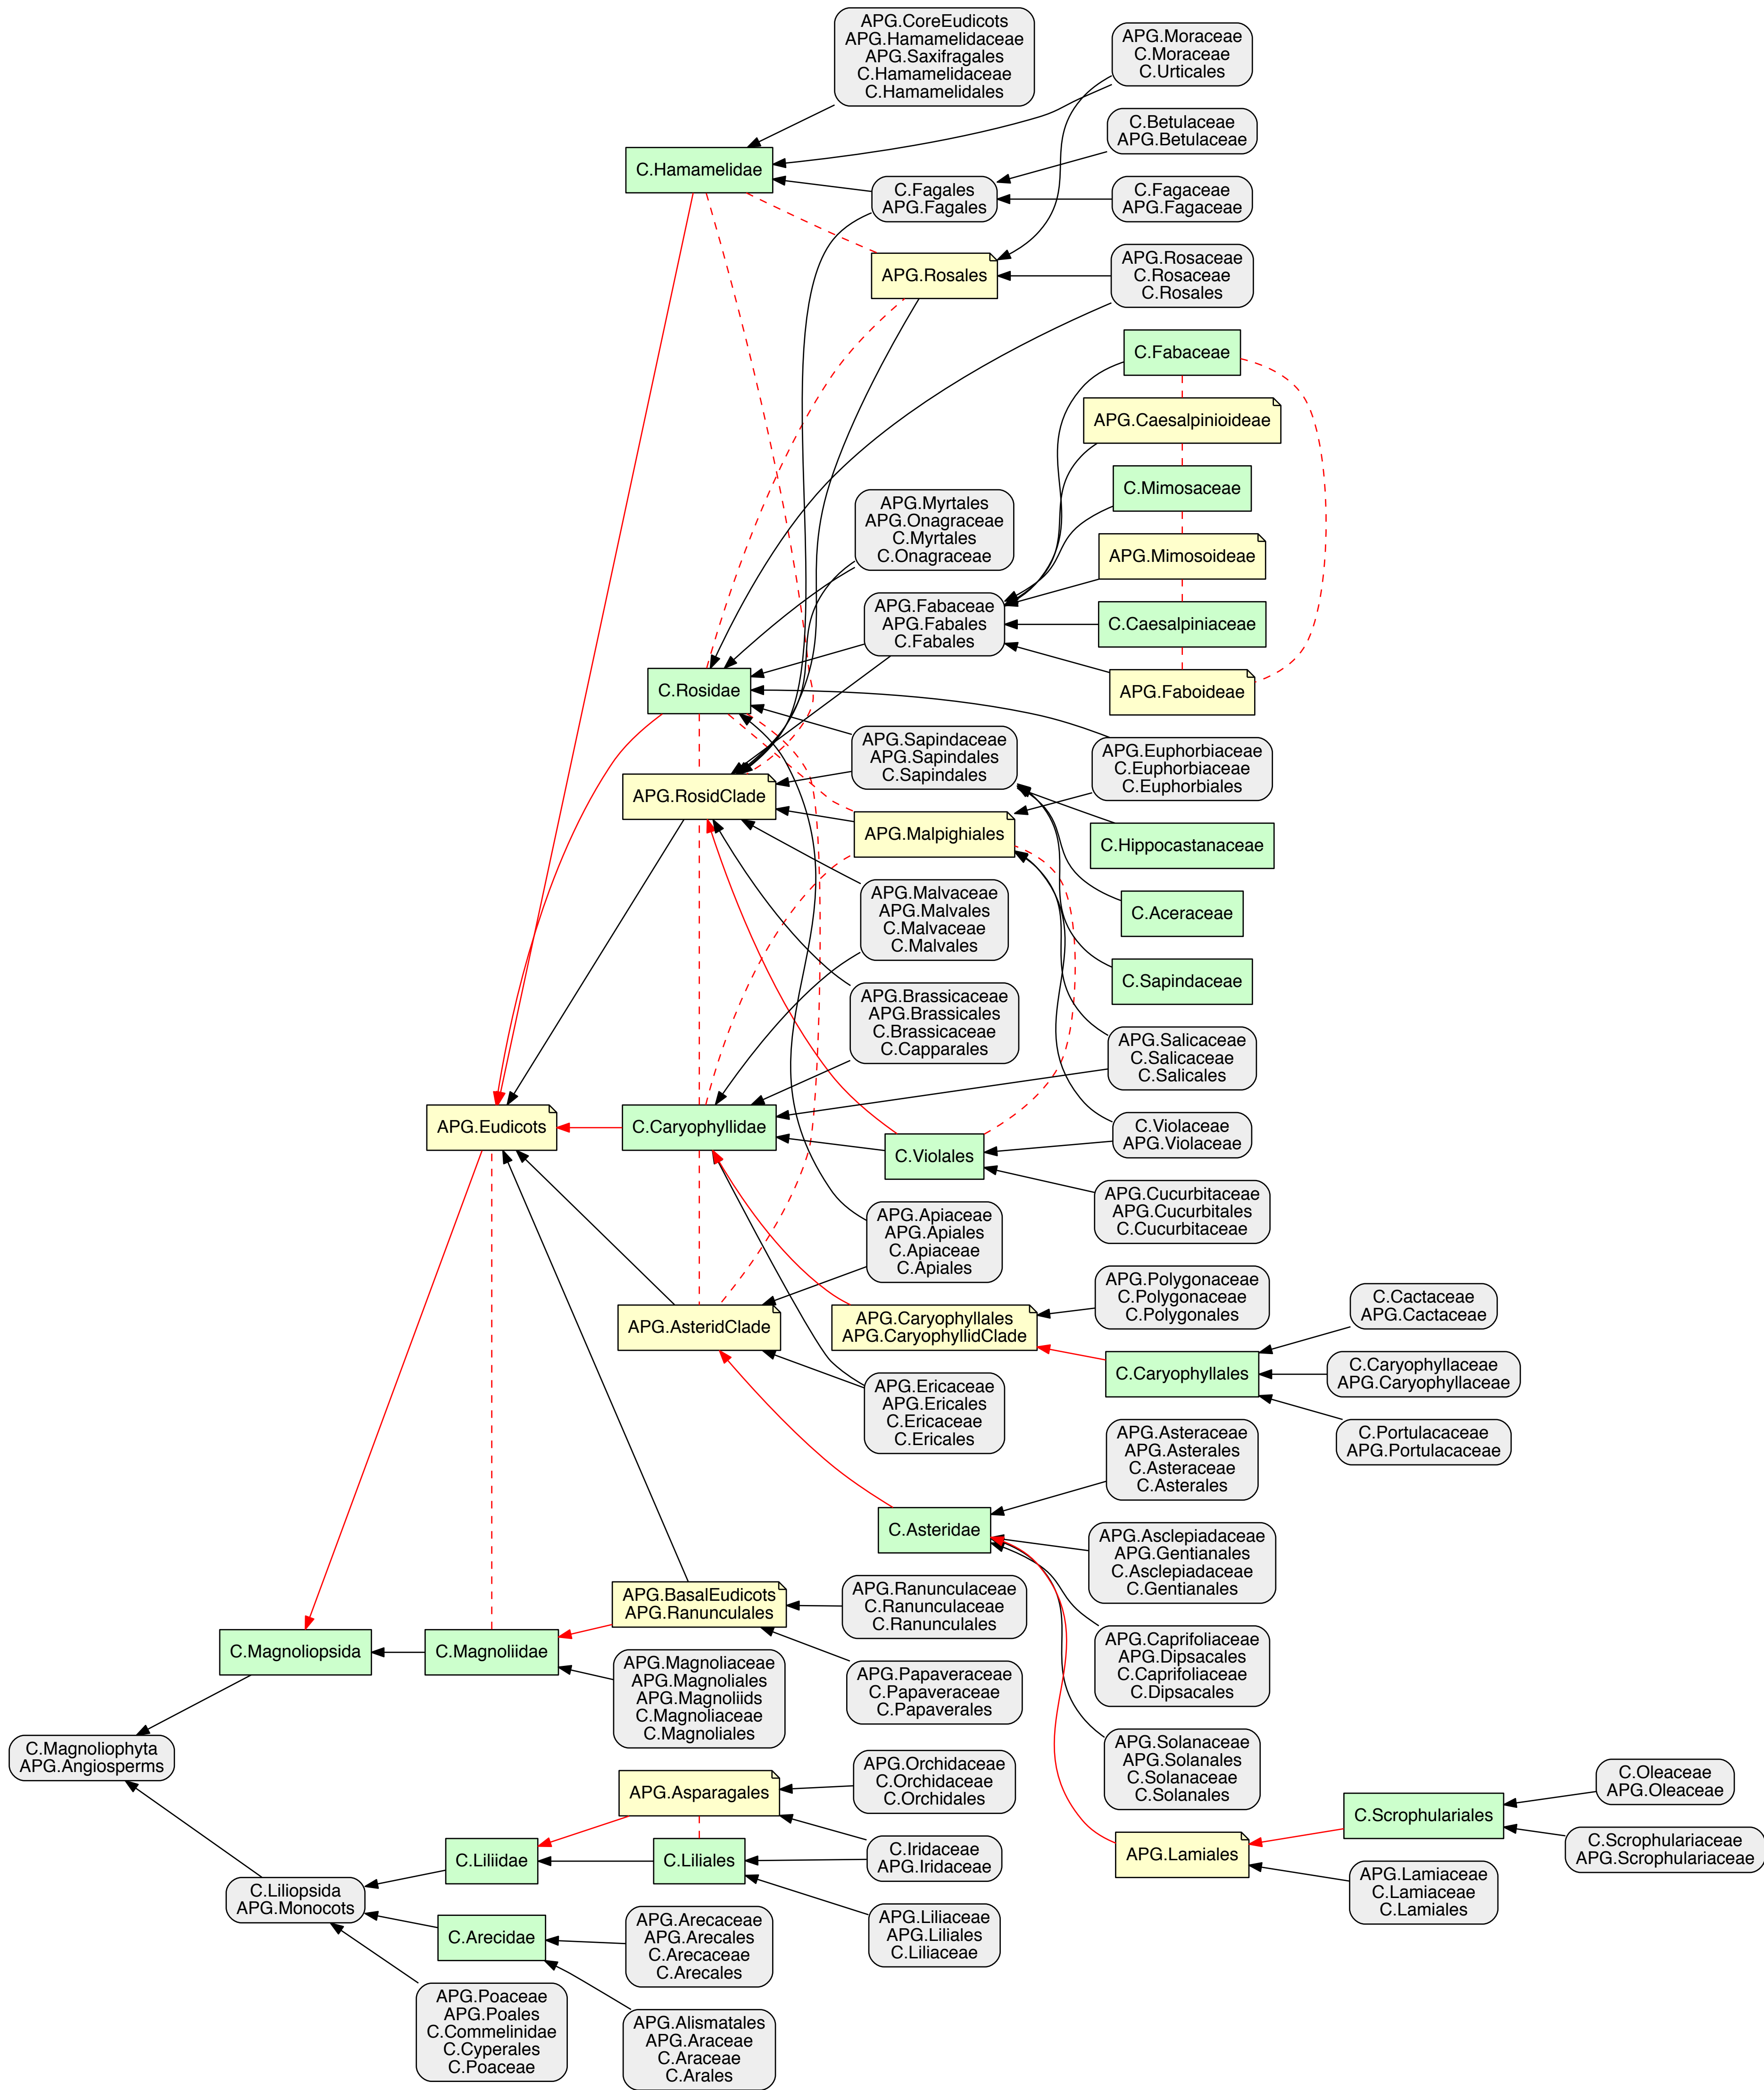 APG.CoreEudicots
APG.Hamamelidaceae
APG.Saxifragales
C.Hamamelidaceae
C.Hamamelidales
APG.Moraceae
C.Moraceae
C.Urticales
C.Betulaceae
APG.Betulaceae
C.Hamamelidae
C.Fagales
APG.Fagales
C.Fagaceae
APG.Fagaceae
APG.Rosales
APG.Rosaceae
C.Rosaceae
C.Rosales
C.Fabaceae
APG.Caesalpinioideae
C.Mimosaceae
APG.Myrtales
APG.Onagraceae
C.Myrtales
C.Onagraceae
APG.Mimosoideae
APG.Fabaceae
APG.Fabales
C.Fabales
C.Caesalpiniaceae
C.Rosidae
APG.Faboideae
APG.Sapindaceae
APG.Sapindales
C.Sapindales
APG.Euphorbiaceae
C.Euphorbiaceae
C.Euphorbiales
APG.RosidClade
APG.Malpighiales
C.Hippocastanaceae
APG.Malvaceae
APG.Malvales
C.Malvaceae
C.Malvales
C.Aceraceae
C.Sapindaceae
APG.Brassicaceae
APG.Brassicales
C.Brassicaceae
C.Capparales
APG.Salicaceae
C.Salicaceae
C.Salicales
APG.Eudicots
C.Caryophyllidae
C.Violales
C.Violaceae
APG.Violaceae
APG.Cucurbitaceae
APG.Cucurbitales
C.Cucurbitaceae
APG.Apiaceae
APG.Apiales
C.Apiaceae
C.Apiales
APG.Polygonaceae
C.Polygonaceae
C.Polygonales
C.Cactaceae
APG.Cactaceae
APG.AsteridClade
APG.Caryophyllales
APG.CaryophyllidClade
C.Caryophyllales
C.Caryophyllaceae
APG.Caryophyllaceae
APG.Ericaceae
APG.Ericales
C.Ericaceae
C.Ericales
C.Portulacaceae
APG.Portulacaceae
APG.Asteraceae
APG.Asterales
C.Asteraceae
C.Asterales
C.Asteridae
APG.Asclepiadaceae
APG.Gentianales
C.Asclepiadaceae
C.Gentianales
APG.BasalEudicots
APG.Ranunculales
APG.Ranunculaceae
C.Ranunculaceae
C.Ranunculales
C.Magnoliopsida
C.Magnoliidae
APG.Caprifoliaceae
APG.Dipsacales
C.Caprifoliaceae
C.Dipsacales
APG.Magnoliaceae
APG.Magnoliales
APG.Magnoliids
C.Magnoliaceae
C.Magnoliales
APG.Papaveraceae
C.Papaveraceae
C.Papaverales
C.Magnoliophyta
APG.Angiosperms
APG.Solanaceae
APG.Solanales
C.Solanaceae
C.Solanales
APG.Asparagales
APG.Orchidaceae
C.Orchidaceae
C.Orchidales
C.Oleaceae
APG.Oleaceae
C.Scrophulariales
C.Liliidae
C.Liliales
C.Iridaceae
APG.Iridaceae
APG.Lamiales
C.Scrophulariaceae
APG.Scrophulariaceae
C.Liliopsida
APG.Monocots
APG.Lamiaceae
C.Lamiaceae
C.Lamiales
C.Arecidae
APG.Arecaceae
APG.Arecales
C.Arecaceae
C.Arecales
APG.Liliaceae
APG.Liliales
C.Liliaceae
APG.Poaceae
APG.Poales
C.Commelinidae
C.Cyperales
C.Poaceae
APG.Alismatales
APG.Araceae
C.Araceae
C.Arales